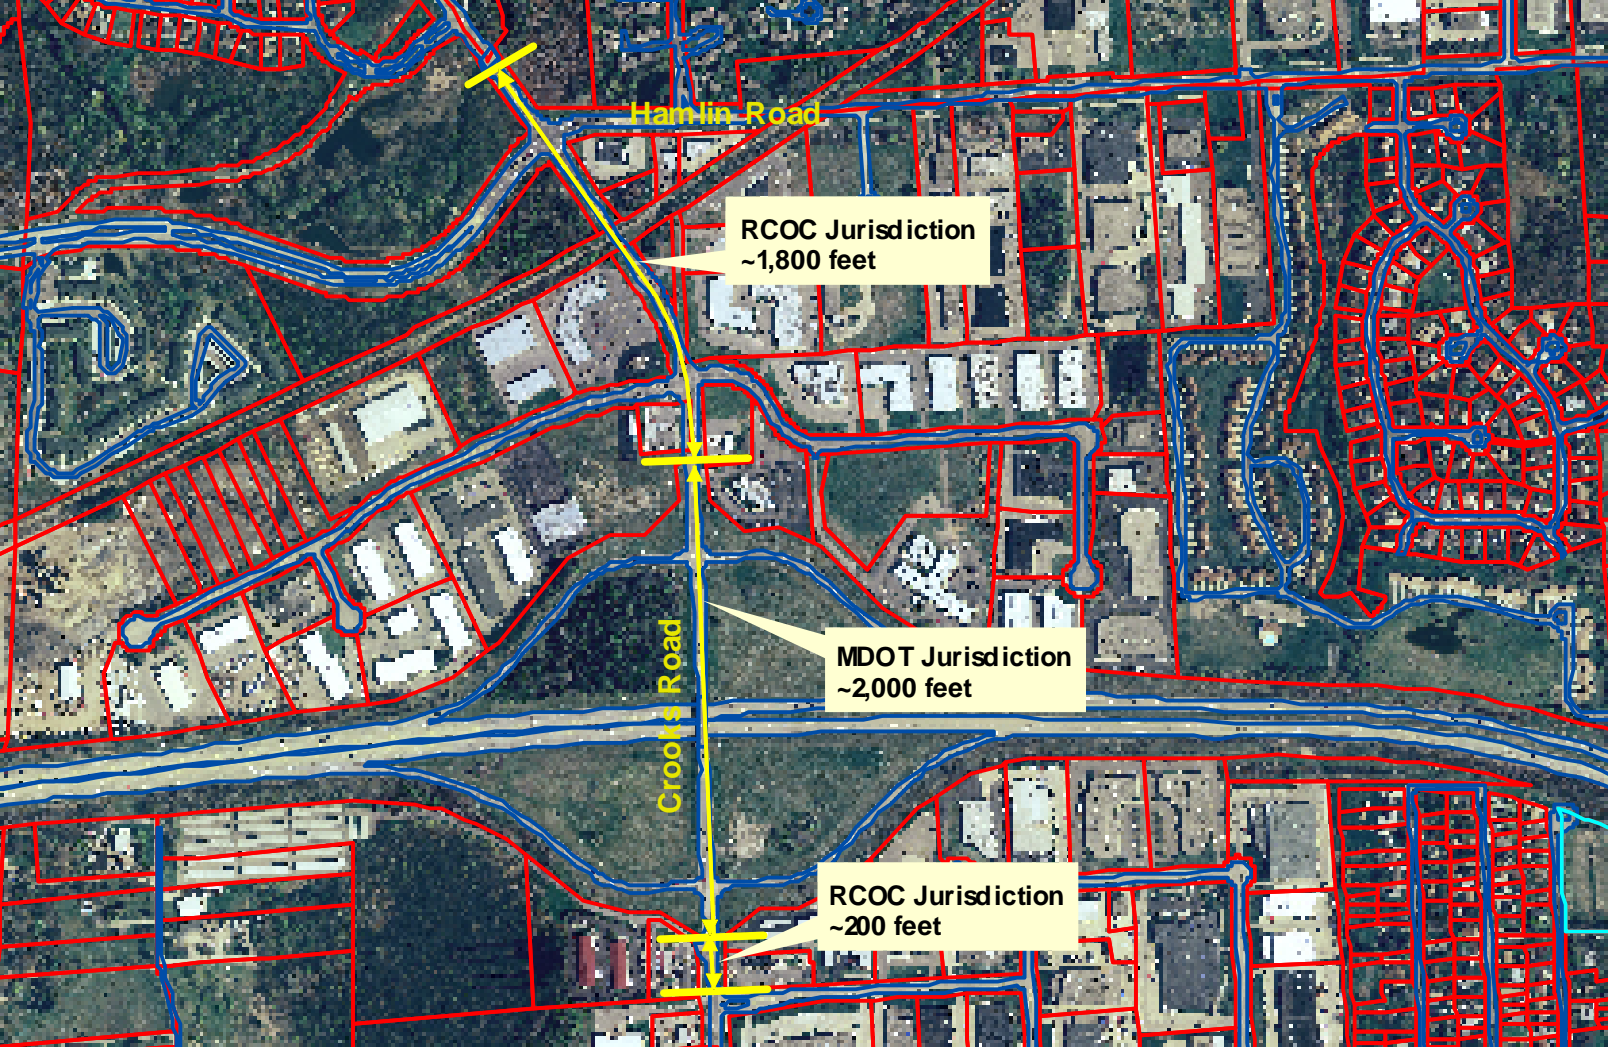 Hamlin Road
RCOC Jurisdiction
~1,800 feet
Crooks Road
MDOT Jurisdiction
~2,000 feet
RCOC Jurisdiction
~200 feet